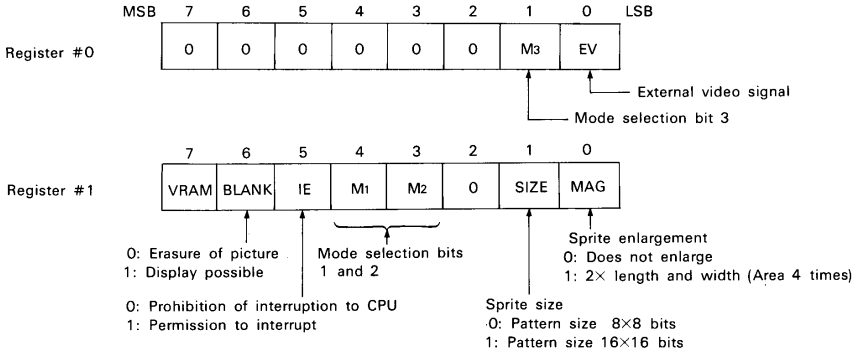 MSB 7 6 5 4 3 2 1 0 LSB
Register #0 0 0 0 0 0 0 M3 EV
External video signal
Mode selection bit 3
7 6 5 4 3 2 1 0
Register #1 VRAM BLANK IE M1 M2 0 SIZE MAG
0: Erasure of picture
1: Display possible
Mode selection bits
1 and 2
Sprite enlargement
0: Does not enlarge
1: 2× length and width (Area 4 times)
0: Prohibition of interruption to CPU
1: Permission to interrupt
Sprite size
0: Pattern size 8×8 bits
1: Pattern size 16×16 bits